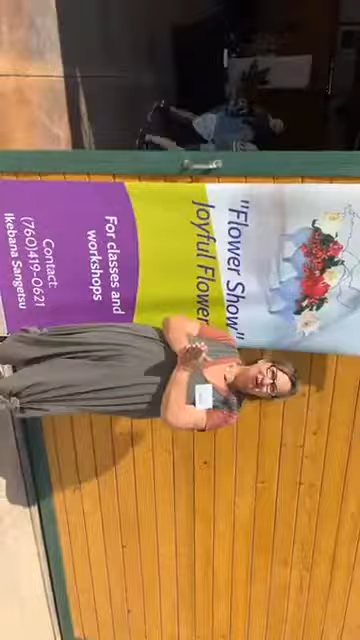 "Flower Show"
Joyful Flower
For classes and
workshops
Contact:
(760)419-0621
Ikebana Sangetsu